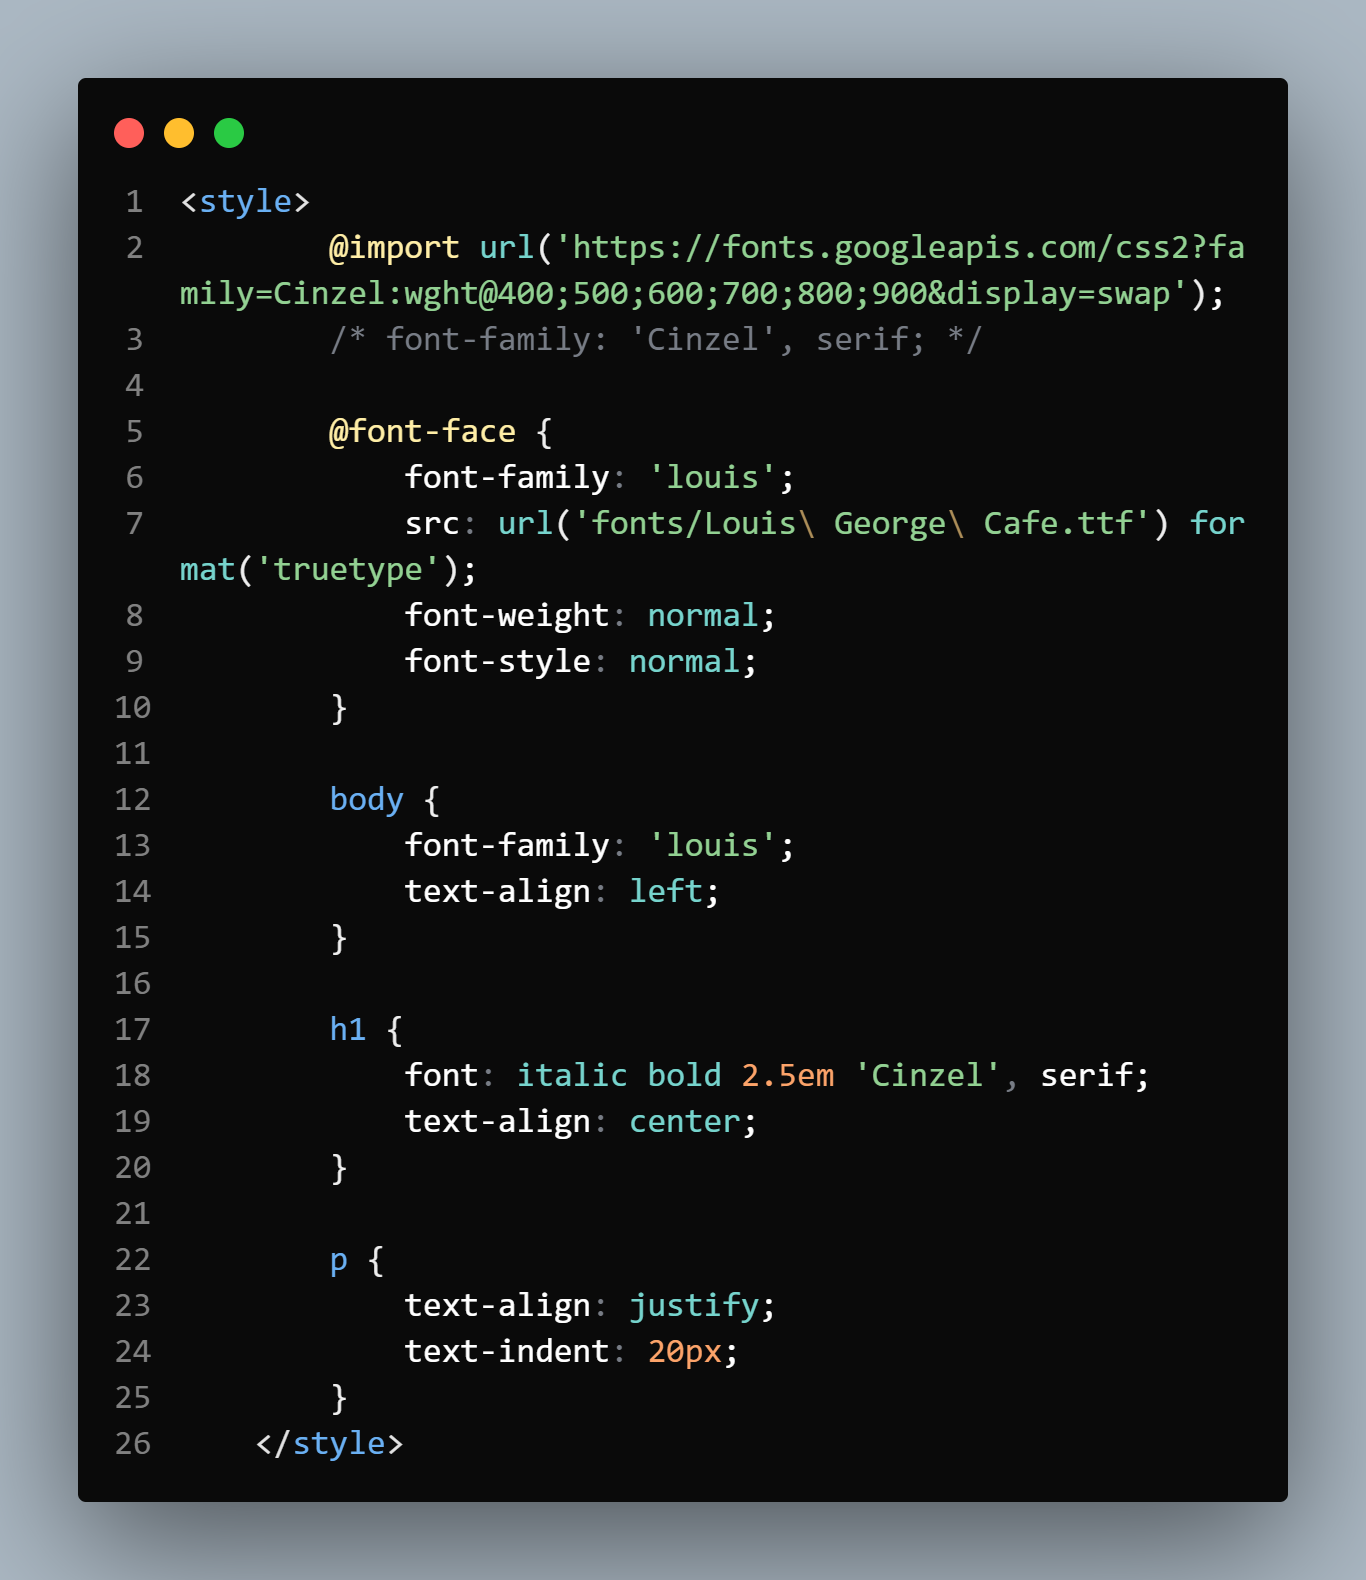 1 <style>
2 @import url('https://fonts.googleapis.com/css2?fa
mily=Cinzel:wght@400;500;600;700;800;900&display=swap');
3 /* font-family: 'Cinzel', serif; */
4
5 @font-face {
6 font-family: 'louis';
7 src: url('fonts/Louis\ George\ Cafe.ttf') for
mat('truetype');
8 font-weight: normal;
9 font-style: normal;
10 }
11
12 body {
13 font-family: 'louis';
14 text-align: left;
15 }
16
17 h1 {
18 font: italic bold 2.5em 'Cinzel', serif;
19 text-align: center;
20 }
21
22 p {
23 text-align: justify;
24 text-indent: 20px;
25 }
26 </style>